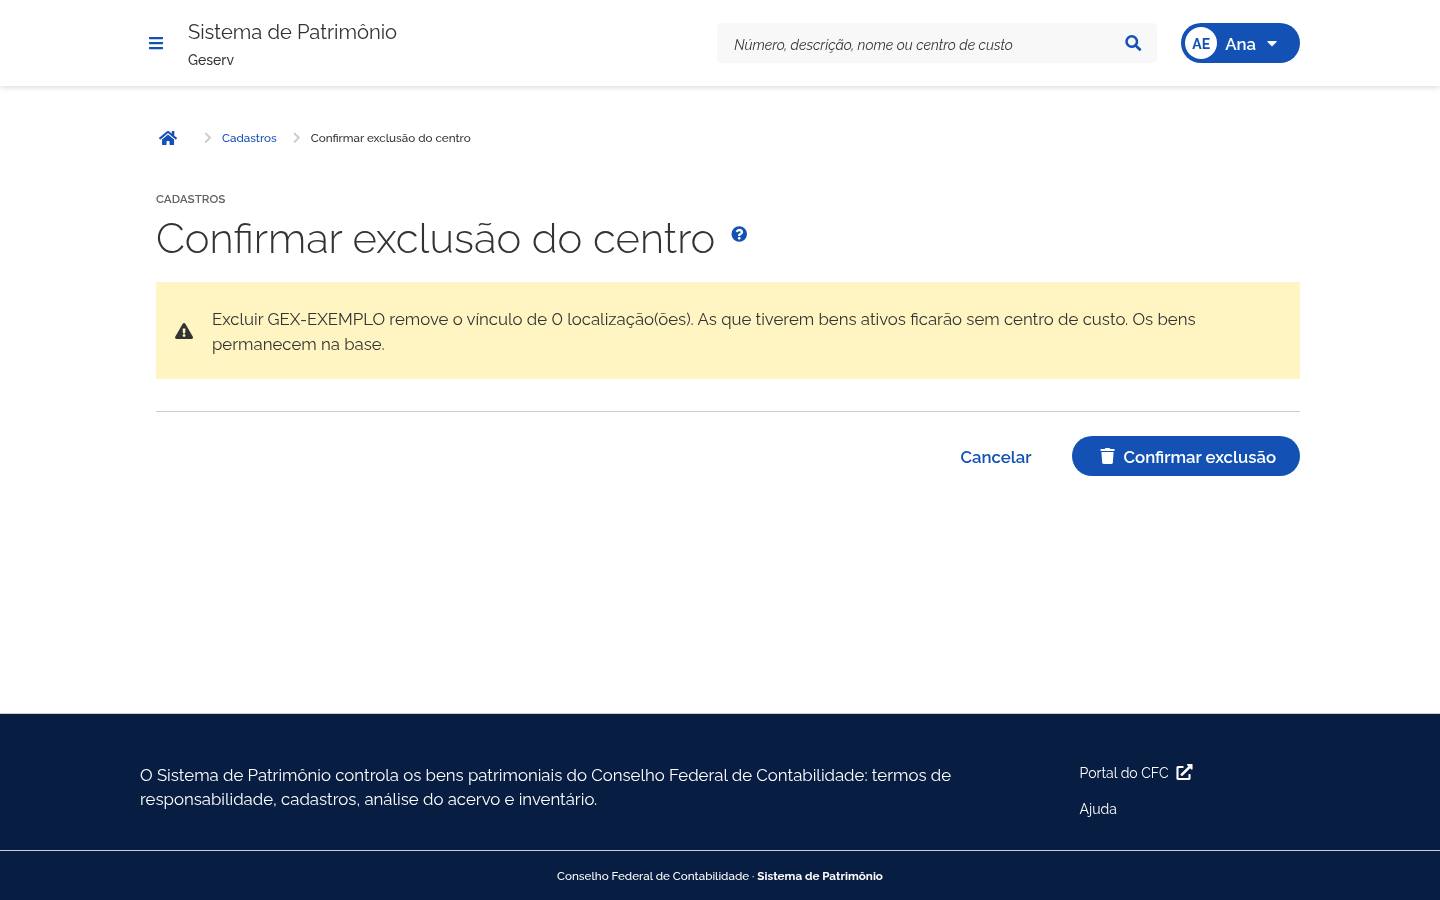 Sistema de Patrimônio
Geserv
Número, descrição, nome ou centro de custo
AE
Ana
Cadastros
Confirmar exclusão do centro
CADASTROS
Confirmar exclusão do centro
Excluir GEX-EXEMPLO remove o vínculo de 0 localização(ões). As que tiverem bens ativos ficarão sem centro de custo. Os bens
permanecem na base.
Cancelar
Confirmar exclusão
O Sistema de Patrimônio controla os bens patrimoniais do Conselho Federal de Contabilidade: termos de
responsabilidade, cadastros, análise do acervo e inventário.
Portal do CFC
Ajuda
Conselho Federal de Contabilidade · Sistema de Patrimônio